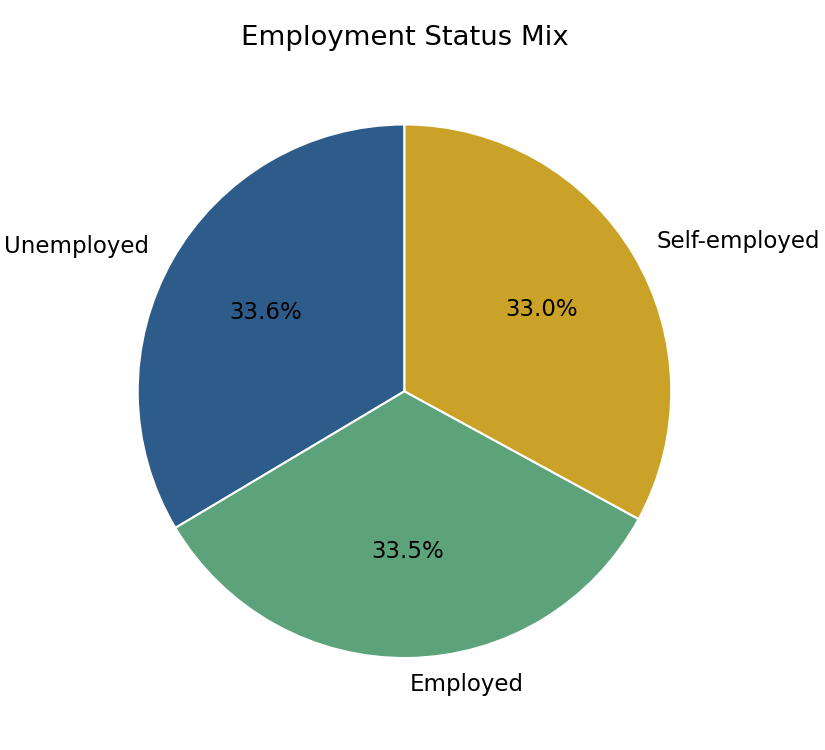 Employment Status Mix
Self-employed
Unemployed
33.0%
33.6%
33.5%
Employed